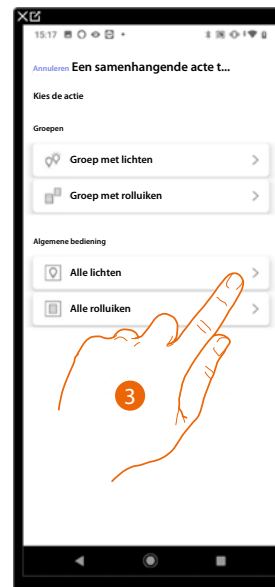 15:17
Annuleren Een samenhangende acte t...
Kies de actie
Groepen
Groep met lichten
Groep met rolluiken
Algemene bediening
Alle lichten
Alle rolluiken
3